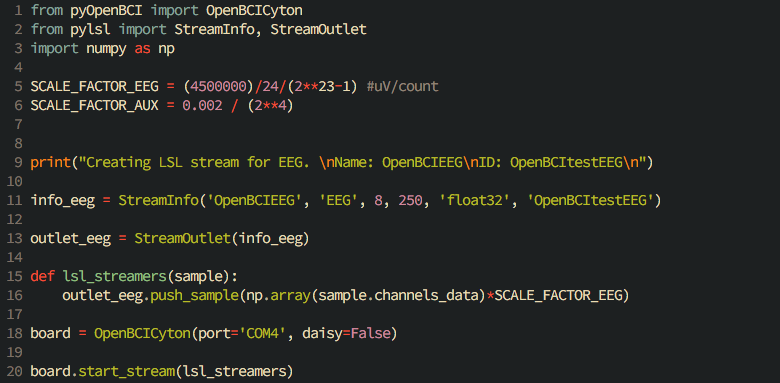 1 from pyOpenBCI import OpenBCICyton
2 from pylsl import StreamInfo, StreamOutlet
3 import numpy as np
4
5 SCALE_FACTOR_EEG = (4500000)/24/(2**23-1) #uV/count
6 SCALE_FACTOR_AUX = 0.002 / (2**4)
7
8
9 print("Creating LSL stream for EEG. \nName: OpenBCIEEG\nID: OpenBCItestEEG\n")
10
11 info_eeg = StreamInfo('OpenBCIEEG', 'EEG', 8, 250, 'float32', 'OpenBCItestEEG')
12
13 outlet_eeg = StreamOutlet(info_eeg)
14
15 def lsl_streamers(sample):
16     outlet_eeg.push_sample(np.array(sample.channels_data)*SCALE_FACTOR_EEG)
17
18 board = OpenBCICyton(port='COM4', daisy=False)
19
20 board.start_stream(lsl_streamers)